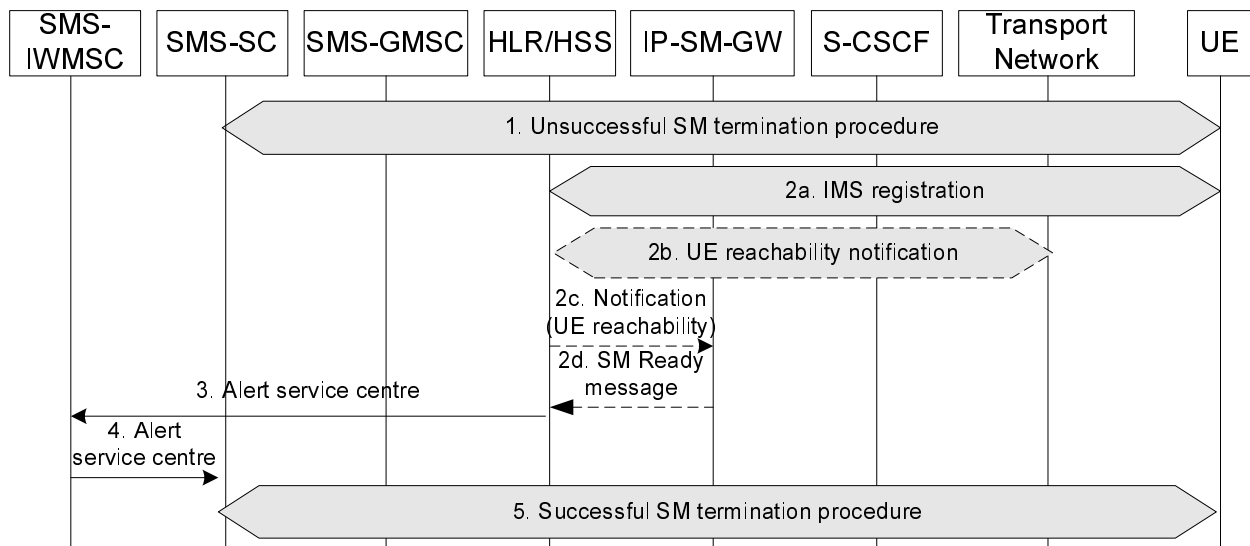 SMS-
IWMSC
SMS-SC
SMS-GMSC
HLR/HSS
IP-SM-GW
S-CSCF
Transport
Network
UE
1. Unsuccessful SM termination procedure
2a. IMS registration
2b. UE reachability notification
2c. Notification
(UE reachability)
2d. SM Ready
message
3. Alert service centre
4. Alert
service centre
5. Successful SM termination procedure